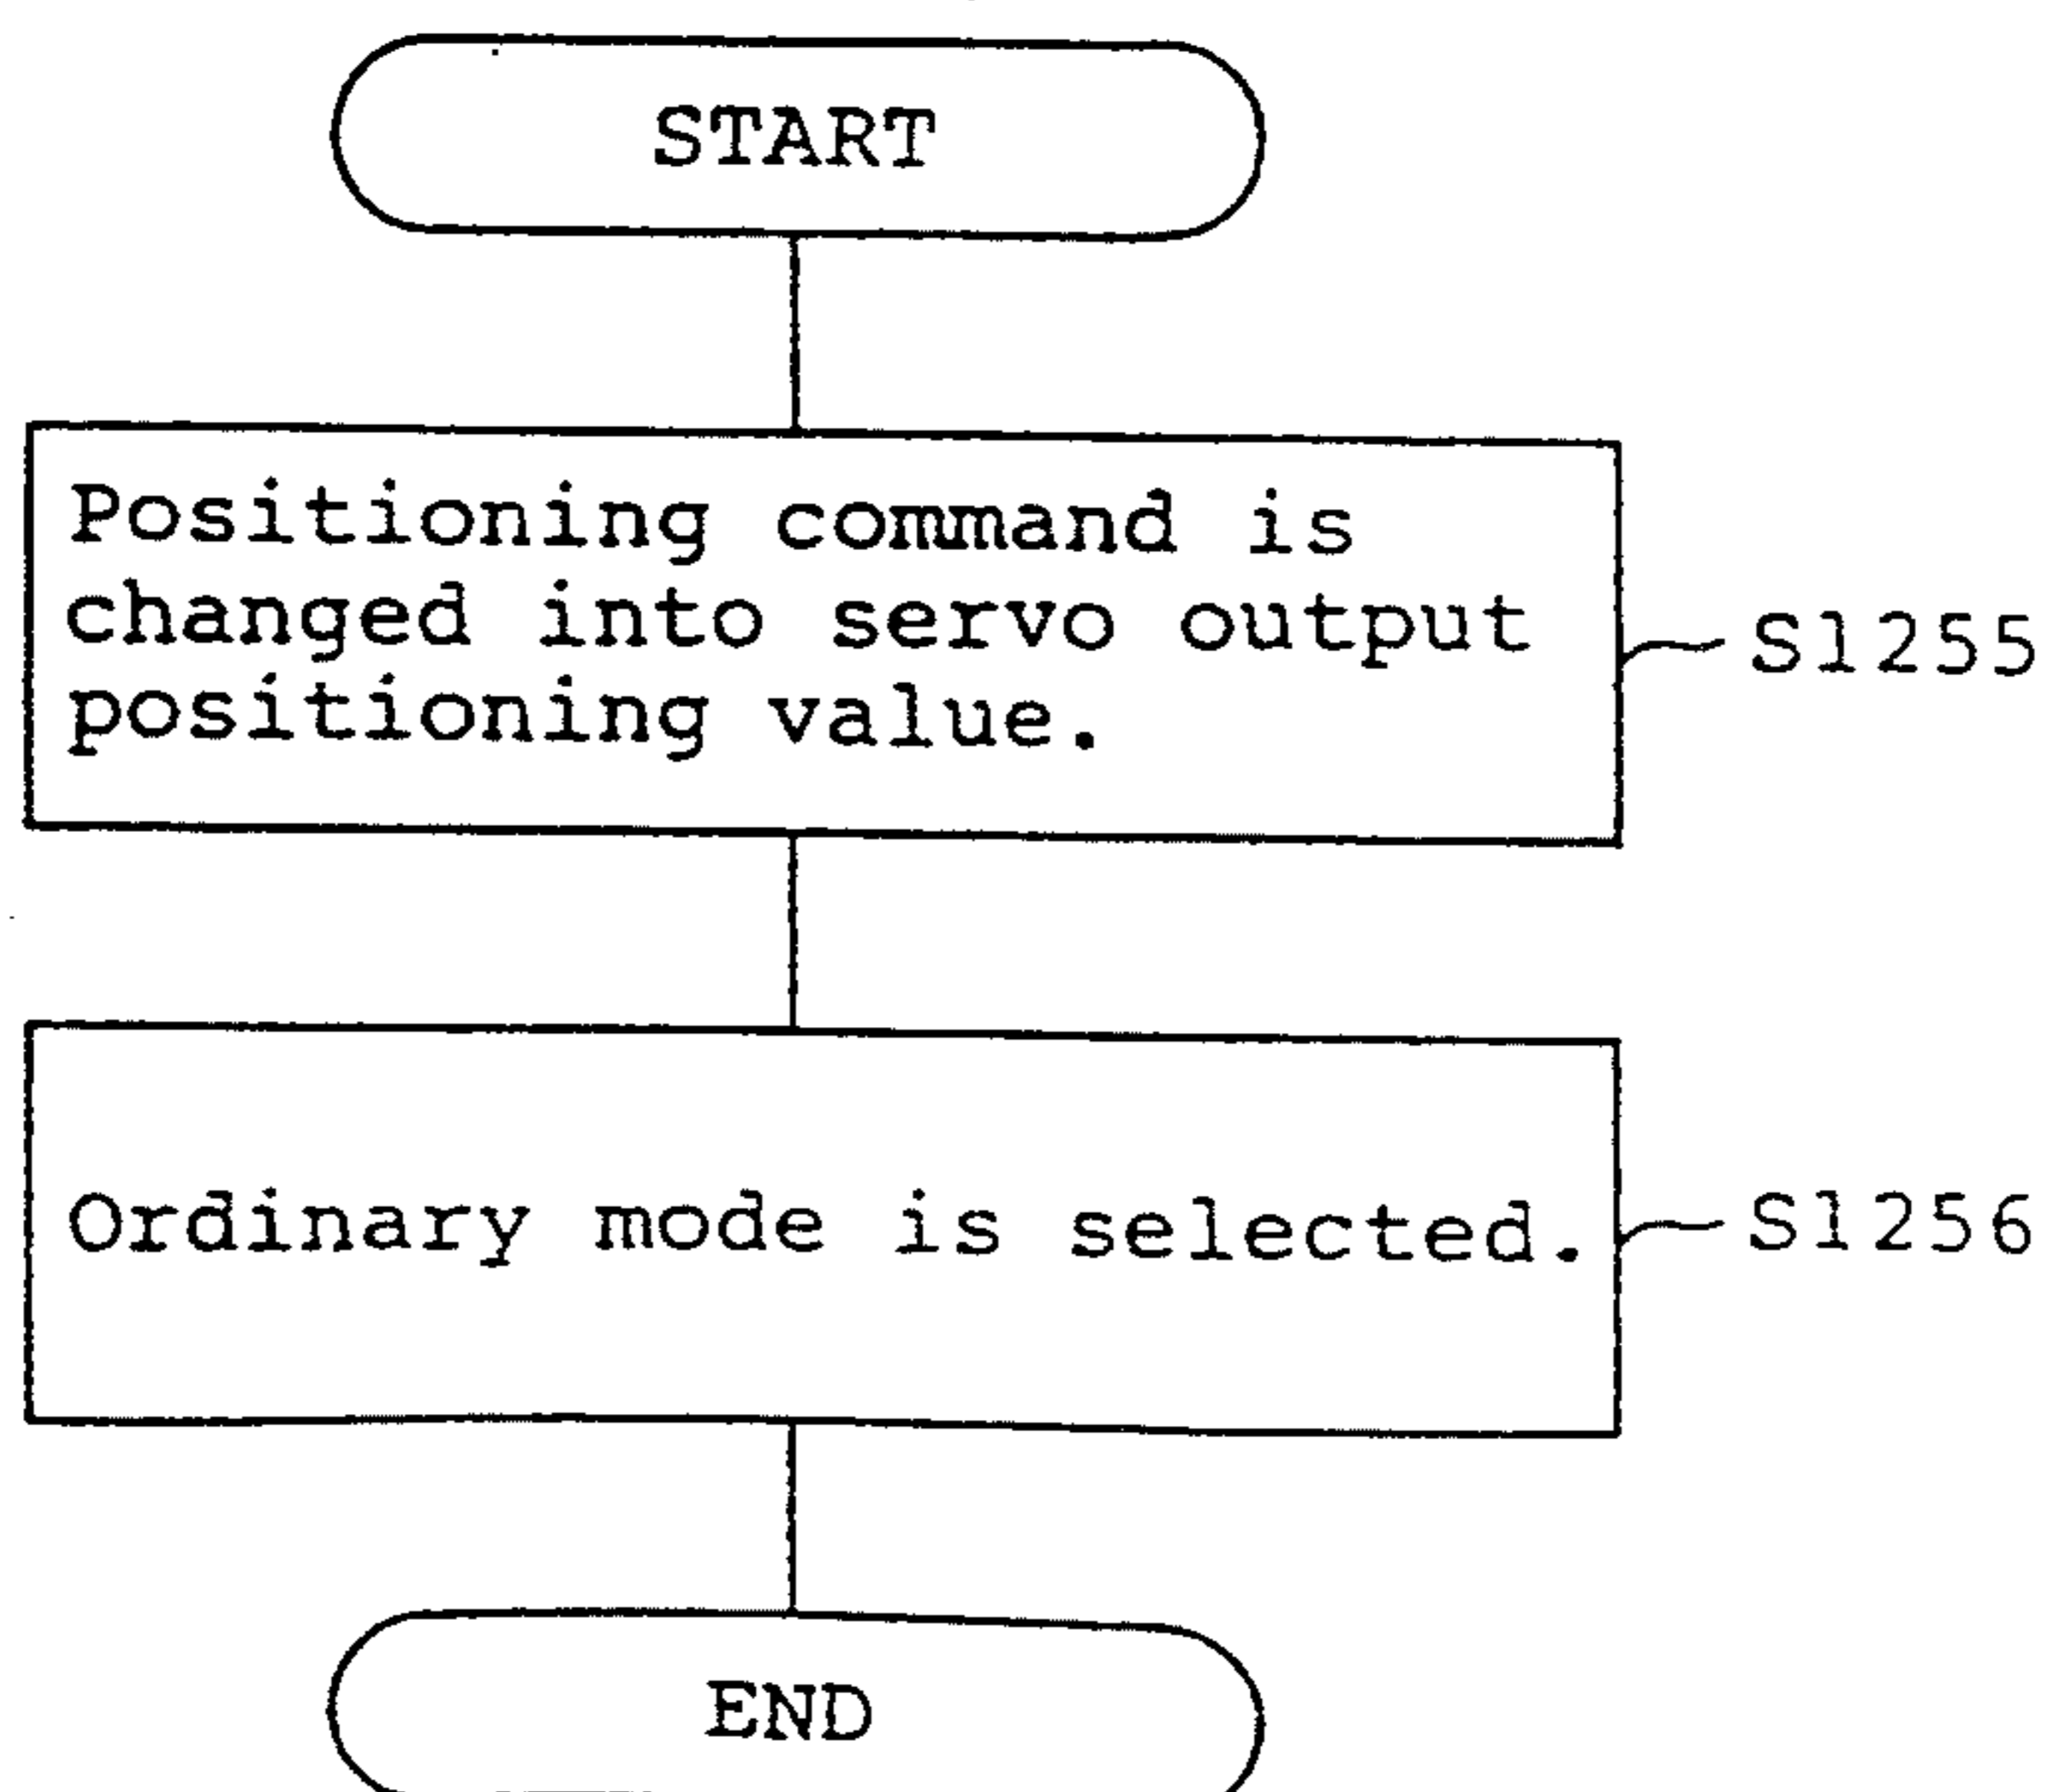 START
Positioning command is
changed into servo output
positioning value.
S1255
Ordinary mode is selected.
S1256
END